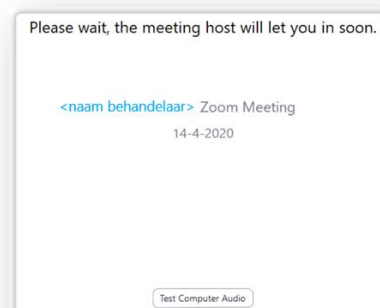 Please wait, the meeting host will let you in soon.
<naam behandelaar> Zoom Meeting
14-4-2020
Test Computer Audio